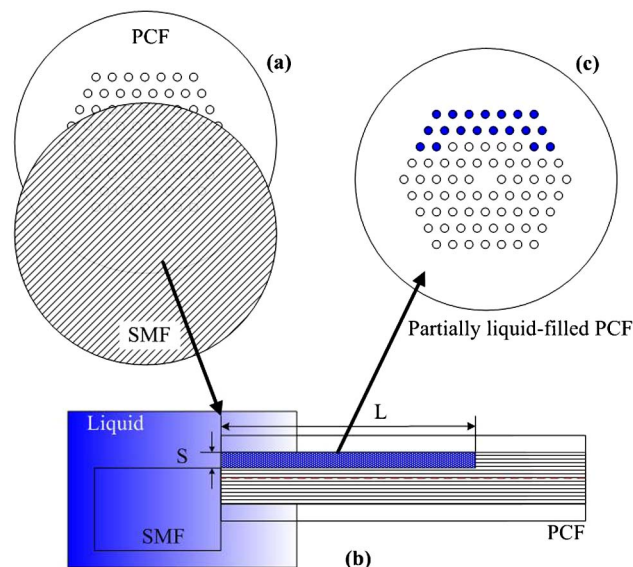 PCF
(a)
SMF
(c)
Partially liquid-filled PCF
Liquid
L
S
SMF
PCF
(b)